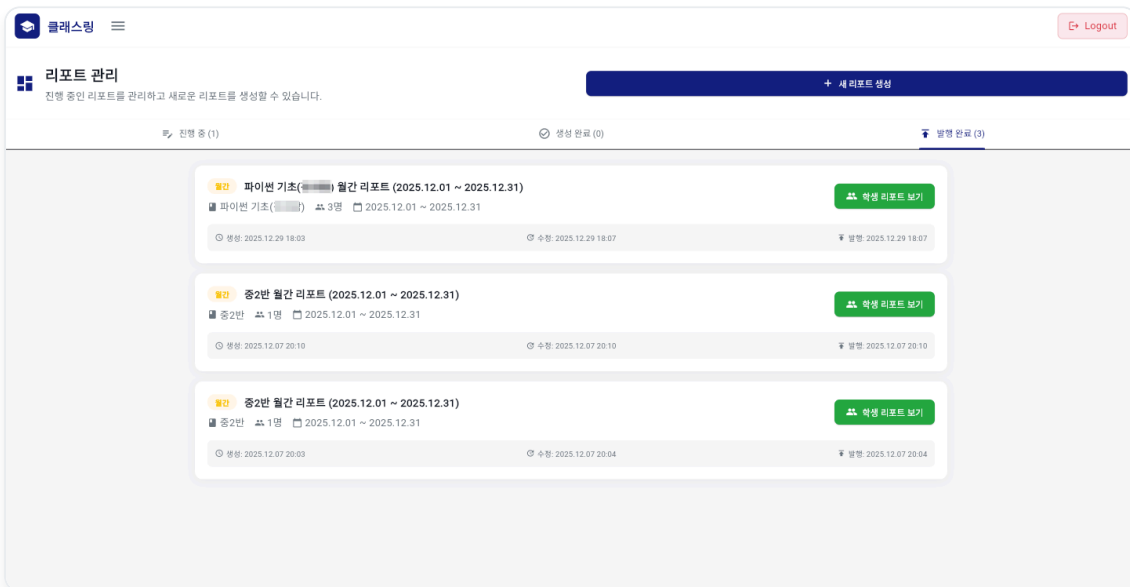 클래스링
Logout
리포트 관리
진행 중인 리포트를 관리하고 새로운 리포트를 생성할 수 있습니다.
+ 새 리포트 생성
진행 중 (1)
생성 완료 (0)
발행 완료 (3)
월간 파이썬 기초( ) 월간 리포트 (2025.12.01 ~ 2025.12.31)
파이썬 기초( ) 3명 2025.12.01 ~ 2025.12.31
학생 리포트 보기
생성: 2025.12.29 18:03 수정: 2025.12.29 18:07 발행: 2025.12.29 18:07
월간 중2반 월간 리포트 (2025.12.01 ~ 2025.12.31)
중2반 1명 2025.12.01 ~ 2025.12.31
학생 리포트 보기
생성: 2025.12.07 20:10 수정: 2025.12.07 20:10 발행: 2025.12.07 20:10
월간 중2반 월간 리포트 (2025.12.01 ~ 2025.12.31)
중2반 1명 2025.12.01 ~ 2025.12.31
학생 리포트 보기
생성: 2025.12.07 20:03 수정: 2025.12.07 20:04 발행: 2025.12.07 20:04